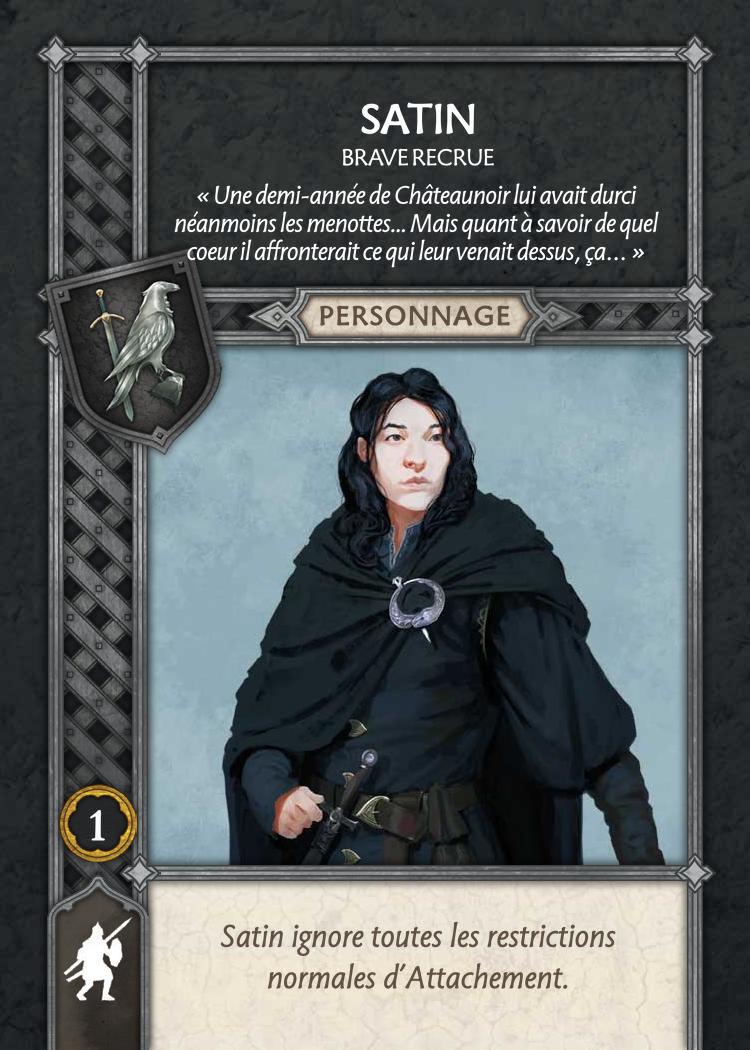 SATIN
BRAVE RECRUE
« Une demi-année de Châteaunoir lui avait durci
néanmoins les menottes... Mais quant à savoir de quel
coeur il affronterait ce qui leur venait dessus, ça... »
PERSONNAGE
1
Satin ignore toutes les restrictions
normales d'Attachement.